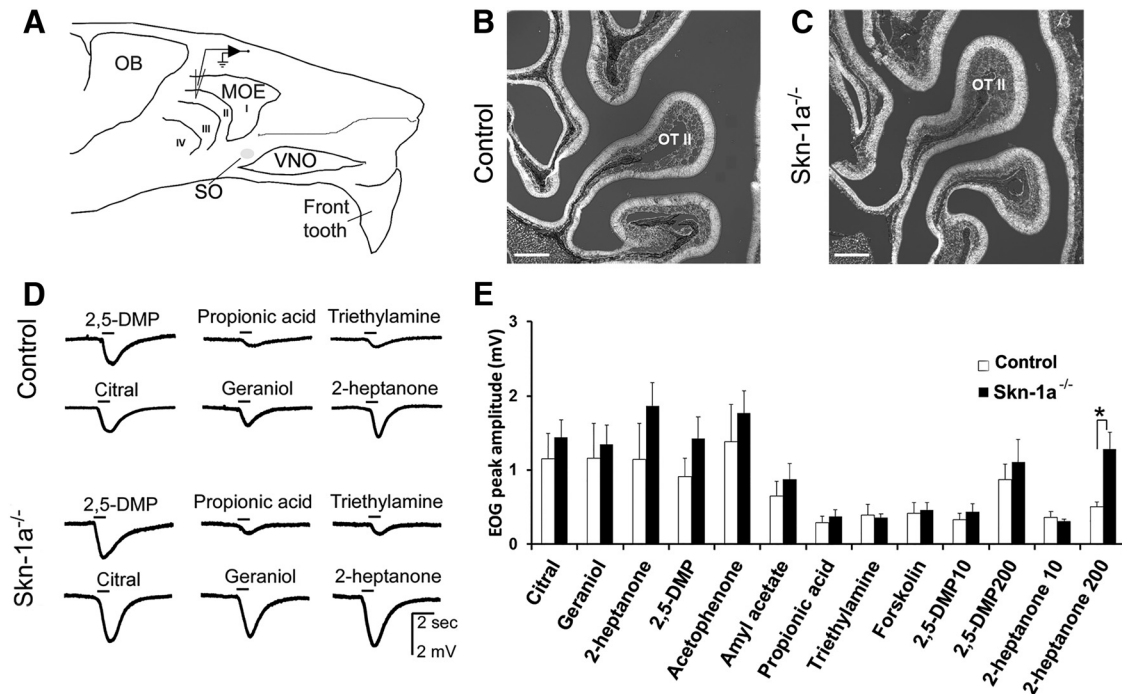 A
OB
MOE
I
II
III
IV
VNO
SO
Front
tooth
B
Control
OT II
C
Skn-1a-/-
OT II
D
Control
2,5-DMP
Propionic acid
Triethylamine
Citral
Geraniol
2-heptanone
Skn-1a-/-
2,5-DMP
Propionic acid
Triethylamine
Citral
Geraniol
2-heptanone
2 sec
2 mV
E
EOG peak amplitude (mV)
3
2
1
0
Control
Skn-1a-/-
*
Citral
Geraniol
2-heptanone
2,5-DMP
Acetophenone
Amyl acetate
Propionic acid
Triethylamine
Forskolin
2,5-DMP10
2,5-DMP200
2-heptanone 10
2-heptanone 200